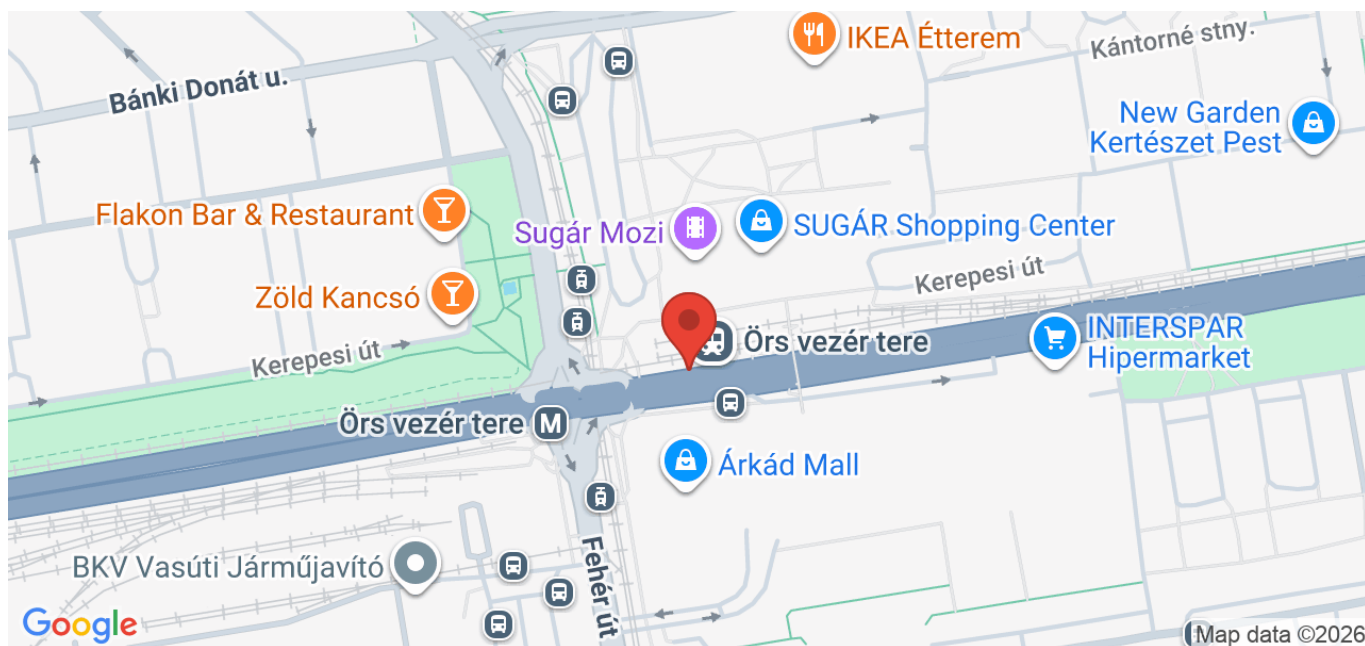 IKEA Étterem
Kántorné stny.
Bánki Donát u.
New Garden
Kertészet Pest
Flakon Bar & Restaurant
Sugár Mozi
SUGÁR Shopping Center
Kerepesi út
Zöld Kancsó
Örs vezér tere
INTERSPAR
Hipermarket
Kerepesi út
Örs vezér tere
M
Árkád Mall
BKV Vasúti Járműjavító
Fehér út
Google
Map data ©2026